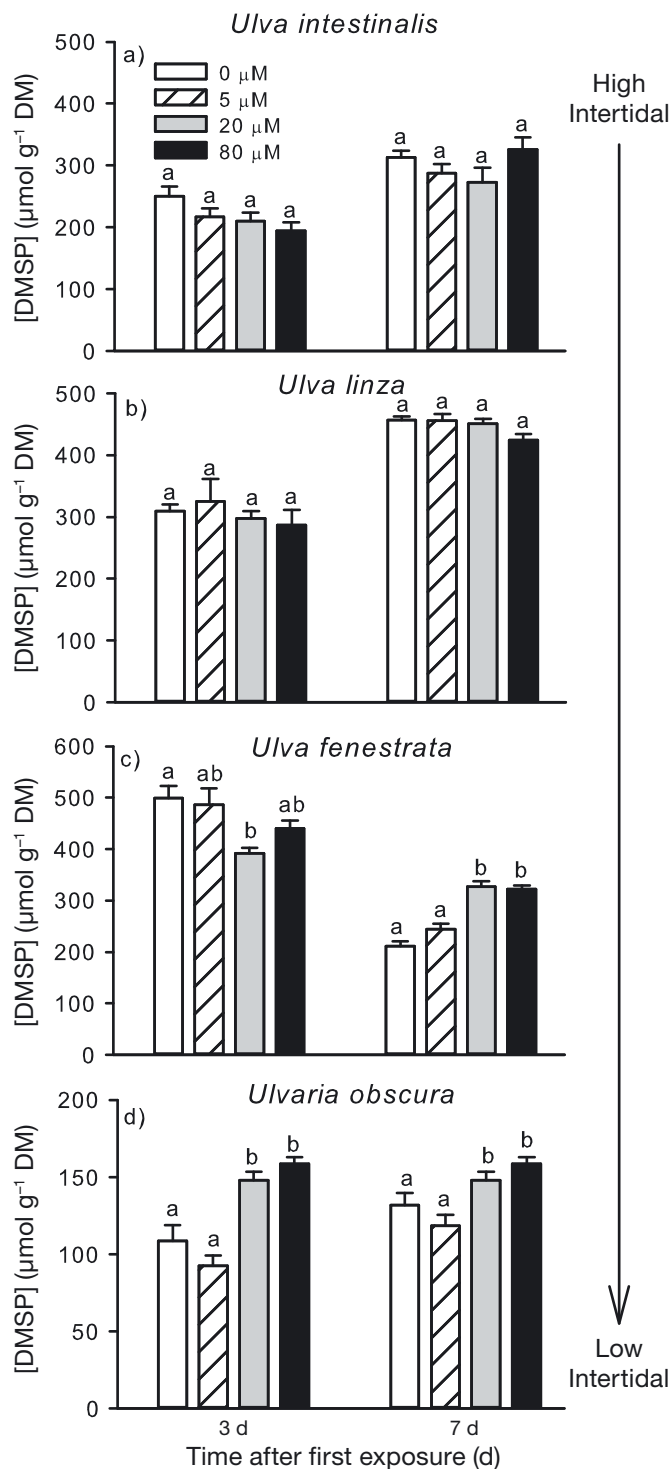 Ulva intestinalis
a)
0 µM
5 µM
20 µM
80 µM
[DMSP] (µmol g⁻¹ DM)
500
400
300
200
100
0
a a a a a a a a
High
Intertidal
Ulva linza
b)
[DMSP] (µmol g⁻¹ DM)
500
400
300
200
100
0
a a a a a a a a
Ulva fenestrata
c)
[DMSP] (µmol g⁻¹ DM)
600
500
400
300
200
100
0
a ab b ab a a b b
Ulvaria obscura
d)
[DMSP] (µmol g⁻¹ DM)
200
150
100
50
0
a a b b a a b b
Low
Intertidal
3 d 7 d
Time after first exposure (d)